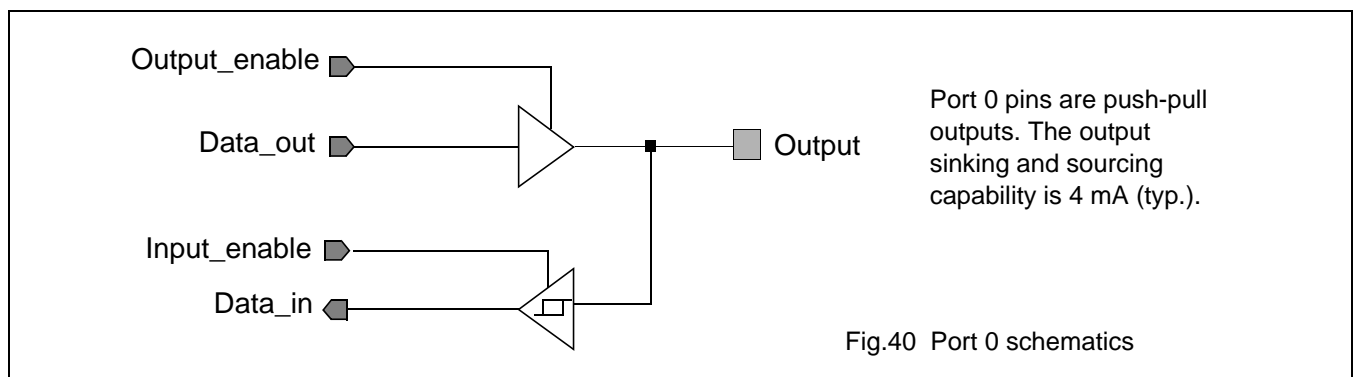 Output_enable
Data_out
Output
Input_enable
Data_in
Port 0 pins are push-pull
outputs. The output
sinking and sourcing
capability is 4 mA (typ.).
Fig.40 Port 0 schematics